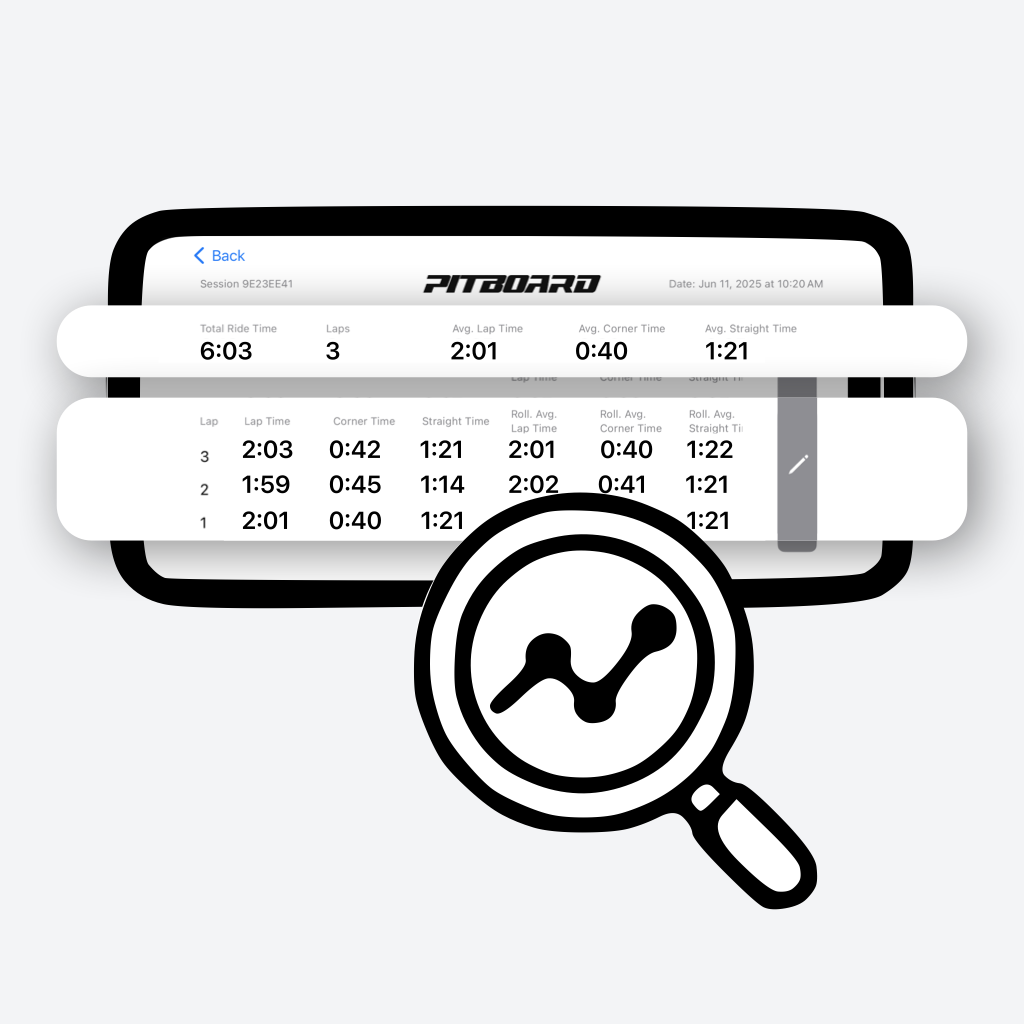 Back
Session 9E23EE41 PITBOARD Date: Jun 11, 2025 at 10:20 AM
Total Ride Time Laps Avg. Lap Time Avg. Corner Time Avg. Straight Time
6:03 3 2:01 0:40 1:21
Lap Time Corner Time Straight Ti
Lap Lap Time Corner Time Straight Time Roll. Avg. Roll. Avg. Roll. Avg.
Lap Time Corner Time Straight Ti
3 2:03 0:42 1:21 2:01 0:40 1:22
2 1:59 0:45 1:14 2:02 0:41 1:21
1 2:01 0:40 1:21 1:21